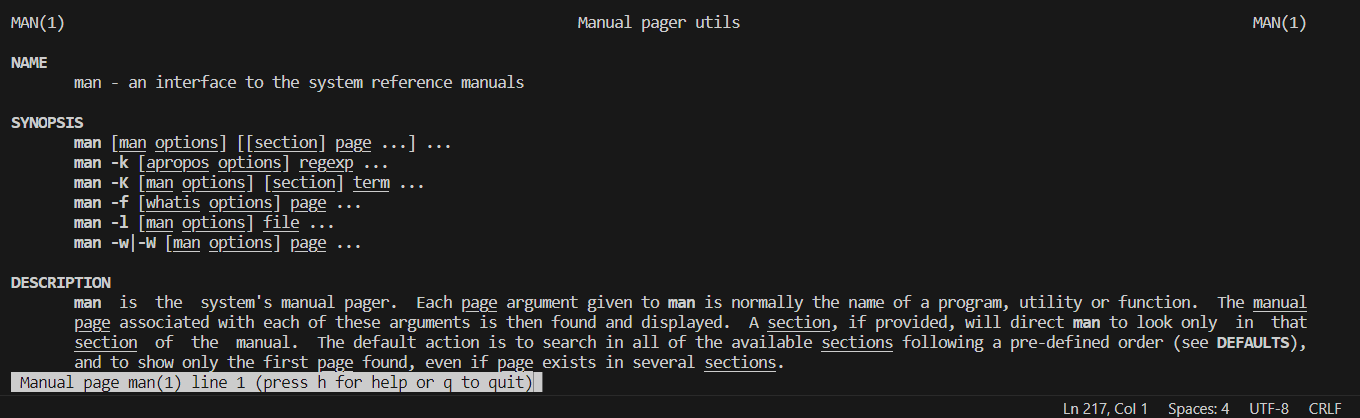 MAN(1) Manual pager utils MAN(1)
NAME
man - an interface to the system reference manuals
SYNOPSIS
man [man options] [[section] page ...] ...
man -k [apropos options] regexp ...
man -K [man options] [section] term ...
man -f [whatis options] page ...
man -l [man options] file ...
man -w|-W [man options] page ...
DESCRIPTION
man is the system's manual pager. Each page argument given to man is normally the name of a program, utility or function. The manual
page associated with each of these arguments is then found and displayed. A section, if provided, will direct man to look only in that
section of the manual. The default action is to search in all of the available sections following a pre-defined order (see DEFAULTS),
and to show only the first page found, even if page exists in several sections.
Manual page man(1) line 1 (press h for help or q to quit)
Ln 217, Col 1 Spaces: 4 UTF-8 CRLF